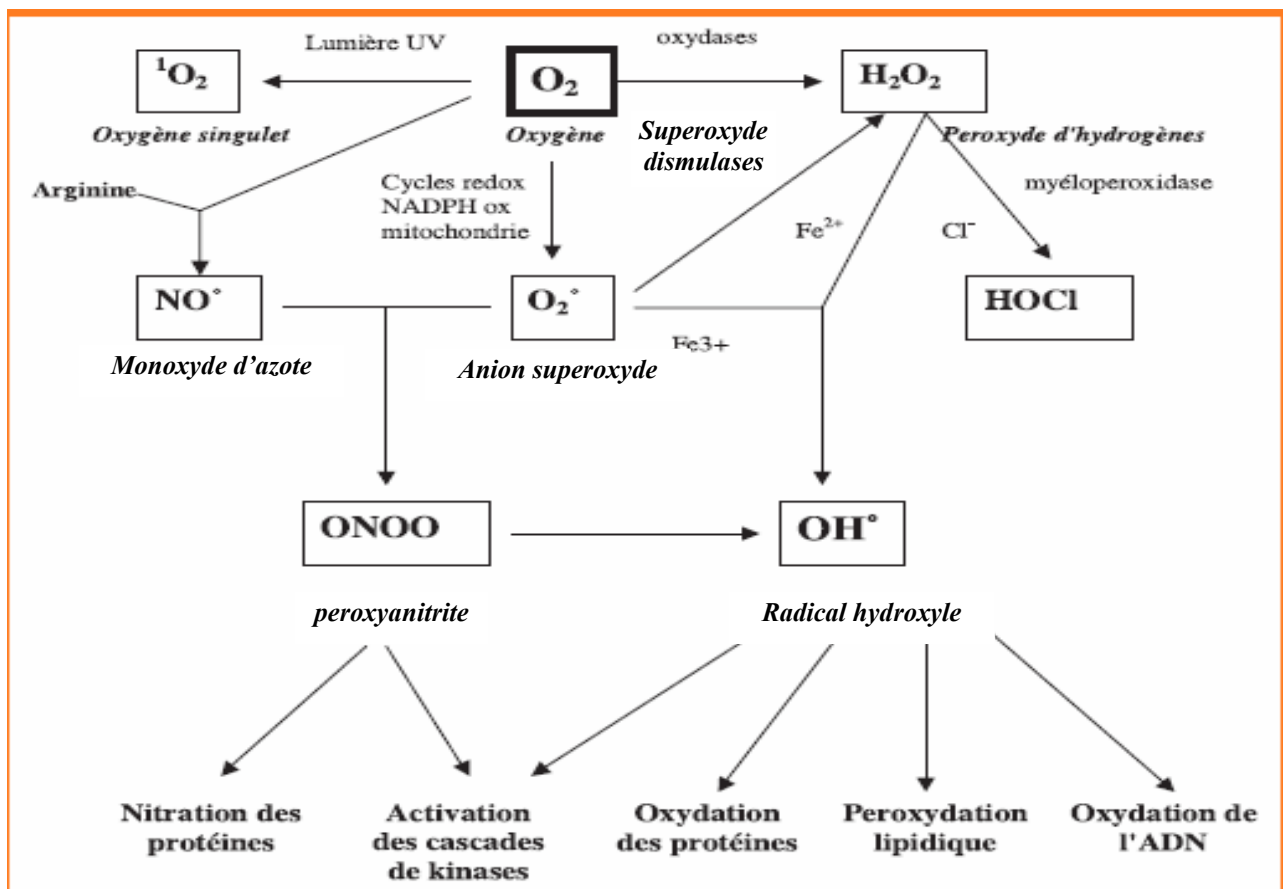 Lumière UV
oxydases
¹O₂
O₂
H₂O₂
Oxygène singulet
Oxygène
Superoxyde
dismulases
Peroxyde d'hydrogènes
Arginine
Cycles redox
NADPH ox
mitochondrie
myéloperoxidase
Fe²⁺
Cl⁻
NO°
O₂°
HOCl
Fe3+
Monoxyde d’azote
Anion superoxyde
ONOO
OH°
peroxyanitrite
Radical hydroxyle
Nitration des
protéines
Activation
des cascades
de kinases
Oxydation
des protéines
Peroxydation
lipidique
Oxydation de
l'ADN